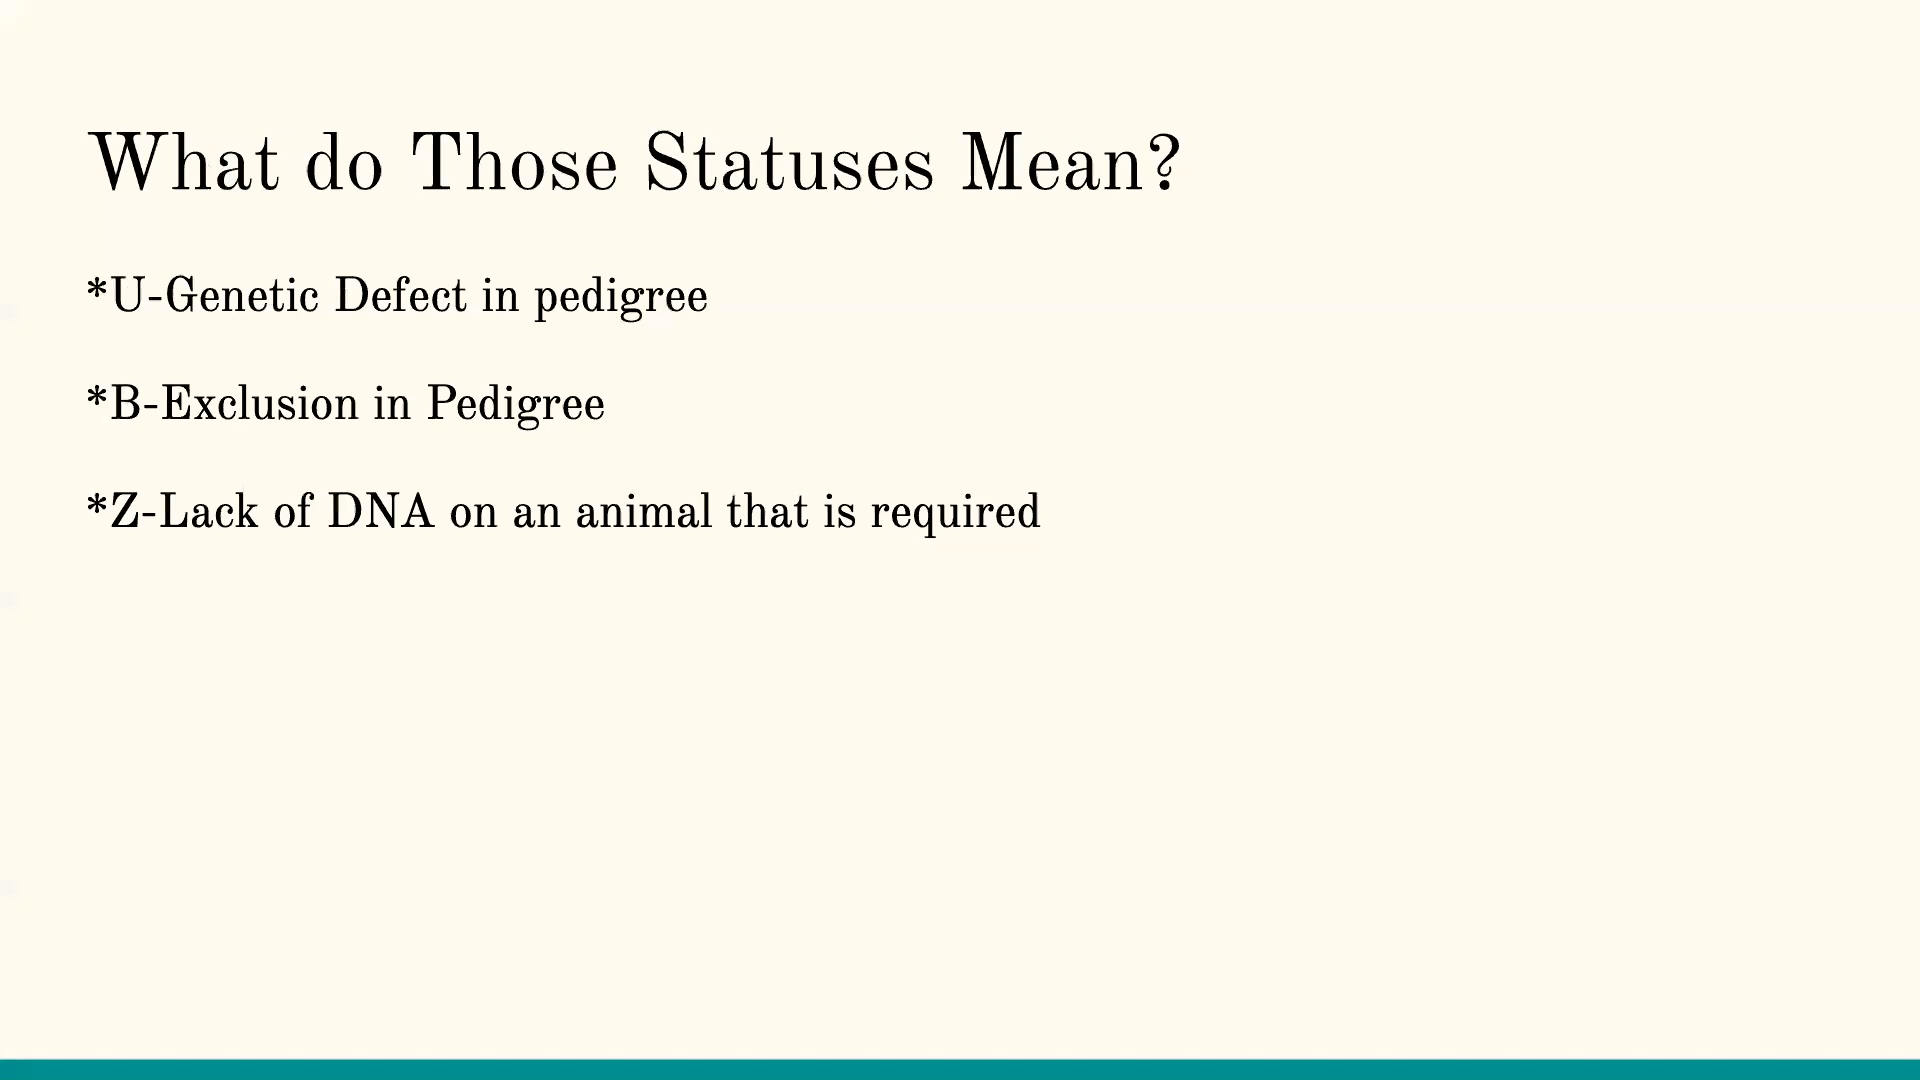 What do Those Statuses Mean?
*U-Genetic Defect in pedigree
*B-Exclusion in Pedigree
*Z-Lack of DNA on an animal that is required